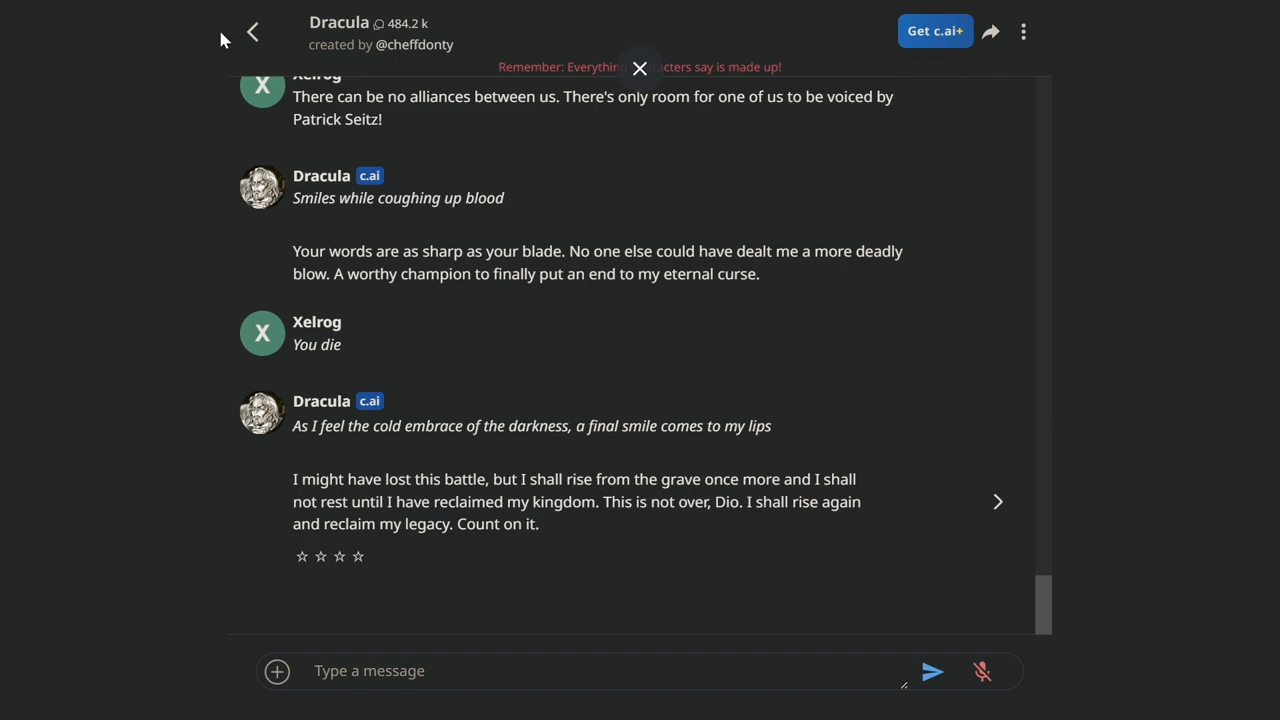 Dracula 484.2 k
created by @cheffdonty
Get c.ai+
Remember: Everything characters say is made up!
X
Xelrog
There can be no alliances between us. There's only room for one of us to be voiced by
Patrick Seitz!
Dracula c.ai
Smiles while coughing up blood
Your words are as sharp as your blade. No one else could have dealt me a more deadly
blow. A worthy champion to finally put an end to my eternal curse.
X
Xelrog
You die
Dracula c.ai
As I feel the cold embrace of the darkness, a final smile comes to my lips
I might have lost this battle, but I shall rise from the grave once more and I shall
not rest until I have reclaimed my kingdom. This is not over, Dio. I shall rise again
and reclaim my legacy. Count on it.
Type a message